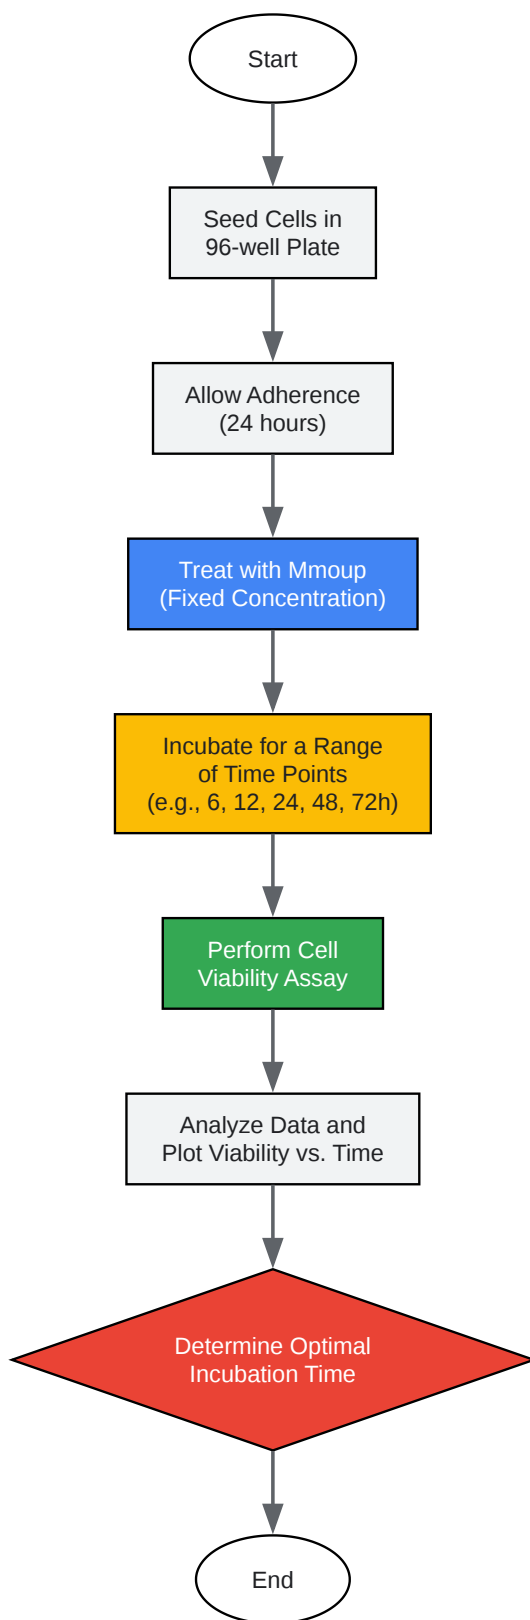 Start
Seed Cells in
96-well Plate
Allow Adherence
(24 hours)
Treat with Mmoup
(Fixed Concentration)
Incubate for a Range
of Time Points
(e.g., 6, 12, 24, 48, 72h)
Perform Cell
Viability Assay
Analyze Data and
Plot Viability vs. Time
Determine Optimal
Incubation Time
End